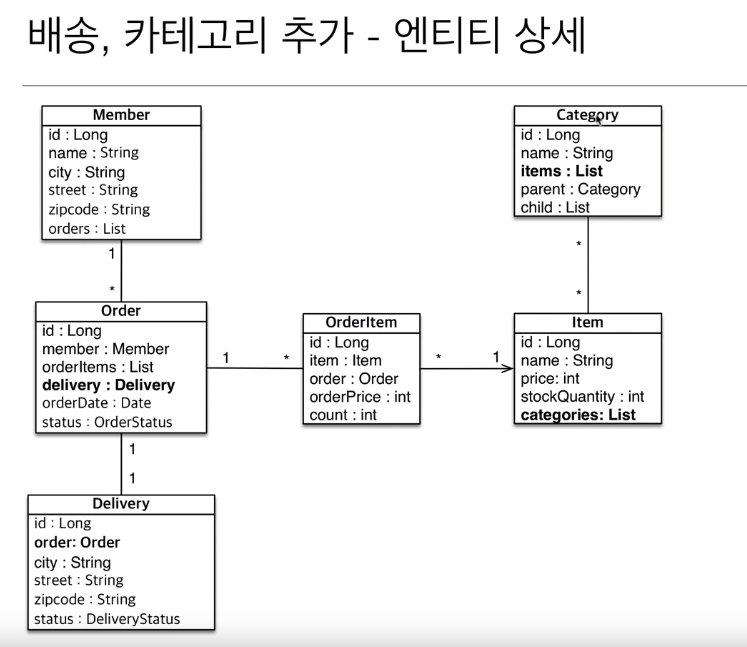 배송, 카테고리 추가 - 엔티티 상세
Member
id : Long
name : String
city : String
street : String
zipcode : String
orders : List
1
*
Order
id : Long
member : Member
orderItems : List
delivery : Delivery
orderDate : Date
status : OrderStatus
1
*
OrderItem
id : Long
item : Item
order : Order
orderPrice : int
count : int
*
1
Category
id : Long
name : String
items : List
parent : Category
child : List
*
*
Item
id : Long
name : String
price: int
stockQuantity : int
categories: List
1
1
Delivery
id : Long
order: Order
city : String
street : String
zipcode : String
status : DeliveryStatus